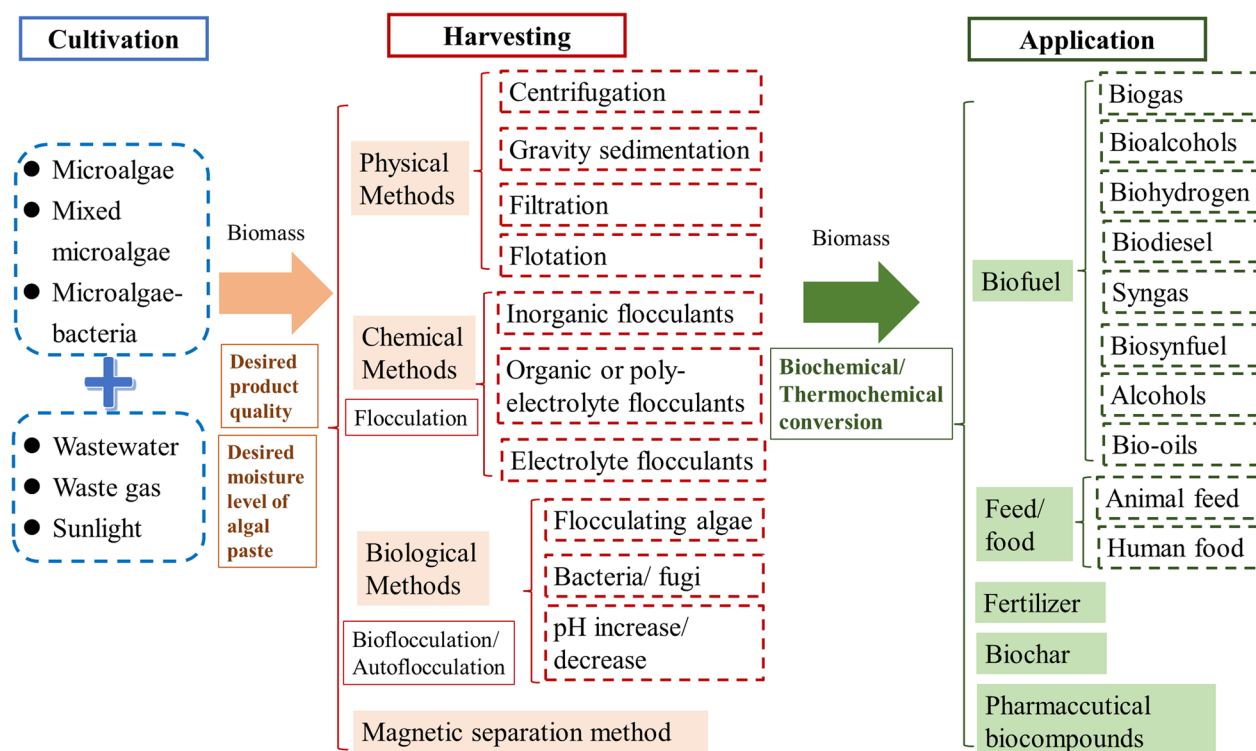 Cultivation
Microalgae
Mixed
microalgae
Microalgae-
bacteria
Wastewater
Waste gas
Sunlight
Biomass
Desired
product
quality
Desired
moisture
level of
algal
paste
Harvesting
Physical
Methods
Centrifugation
Gravity sedimentation
Filtration
Flotation
Chemical
Methods
Flocculation
Inorganic flocculants
Organic or poly-
electrolyte flocculants
Electrolyte flocculants
Biological
Methods
Bioflocculation/
Autoflocculation
Flocculating algae
Bacteria/ fugi
pH increase/
decrease
Magnetic separation method
Biomass
Biochemical/
Thermochemical
conversion
Application
Biofuel
Biogas
Bioalcohols
Biohydrogen
Biodiesel
Syngas
Biosynfuel
Alcohols
Bio-oils
Feed/
food
Animal feed
Human food
Fertilizer
Biochar
Pharmaccutical
biocompounds